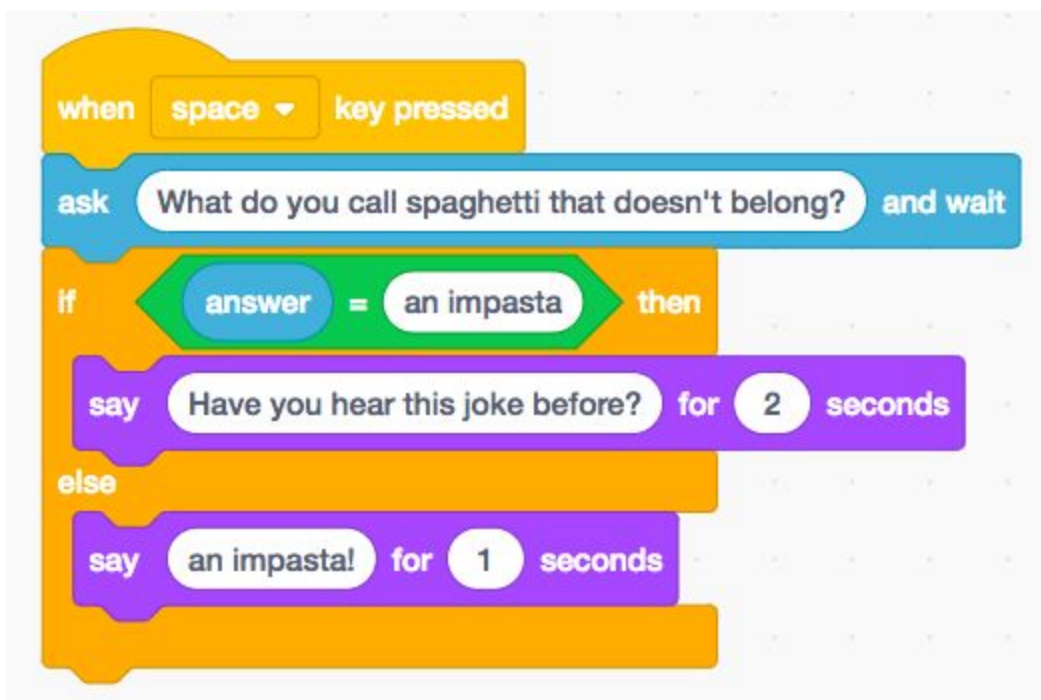 when space key pressed
ask What do you call spaghetti that doesn't belong? and wait
if answer = an impasta then
say Have you hear this joke before? for 2 seconds
else
say an impasta! for 1 seconds